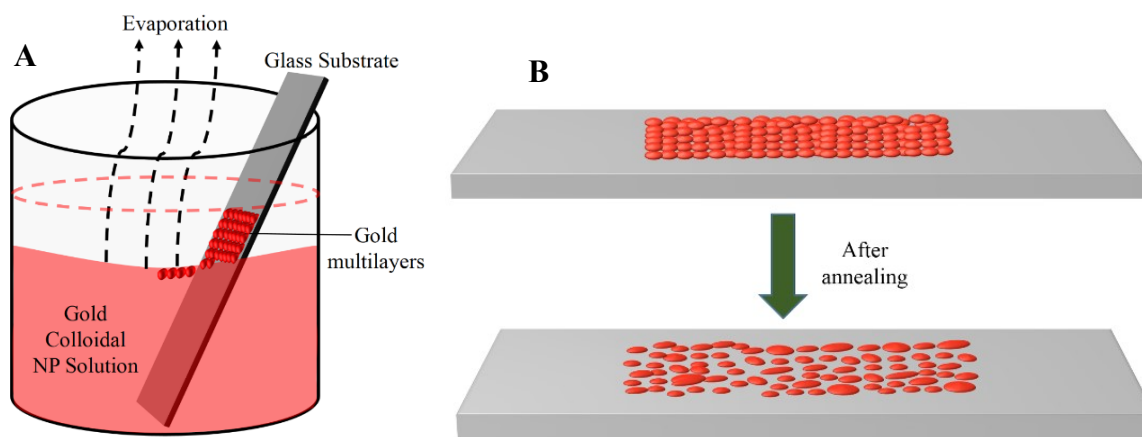 Evaporation
A
Glass Substrate
Gold
multilayers
Gold
Colloidal
NP Solution
B
After
annealing